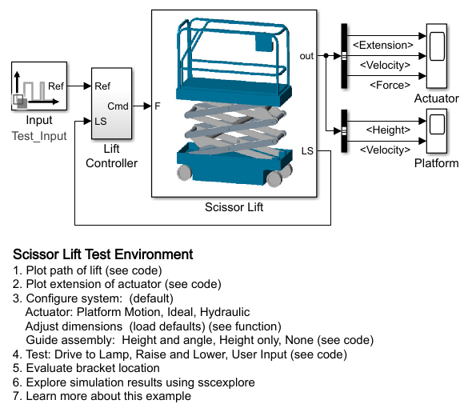 <Extension>
<Velocity>
<Force>
Actuator
out
Ref
Ref
Cmd
LS
F
Input
Test_Input
Lift
Controller
<Height>
<Velocity>
Platform
LS
Scissor Lift
Scissor Lift Test Environment
1. Plot path of lift (see code)
2. Plot extension of actuator (see code)
3. Configure system:  (default)
Actuator: Platform Motion, Ideal, Hydraulic
Adjust dimensions  (load defaults) (see function)
Guide assembly:  Height and angle, Height only, None (see code)
4. Test: Drive to Lamp, Raise and Lower, User Input (see code)
5. Evaluate bracket location
6. Explore simulation results using sscexplore
7. Learn more about this example